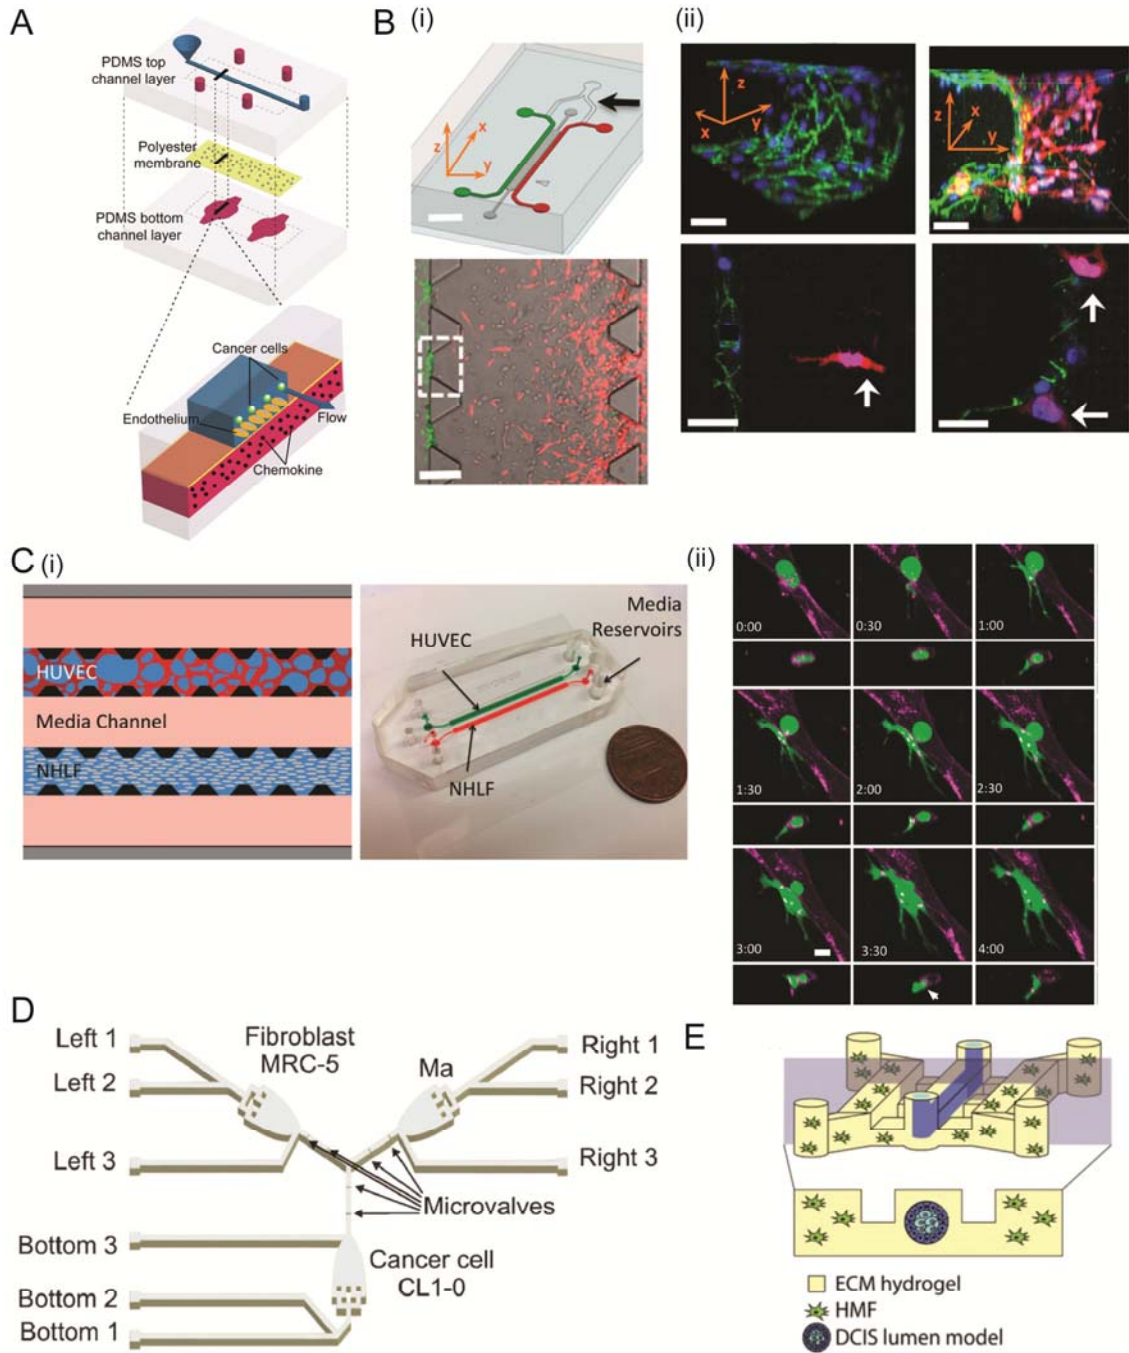 A
PDMS top
channel layer
Polyester
membrane
PDMS bottom
channel layer
Cancer cells
Endothelium
Flow
Chemokine
B
(i)
z
x
y
(ii)
z
x
y
z
x
y
C
(i)
HUVEC
Media Channel
NHLF
HUVEC
Media
Reservoirs
NHLF
(ii)
0:00
0:30
1:00
1:30
2:00
2:30
3:00
3:30
4:00
D
Left 1
Left 2
Left 3
Fibroblast
MRC-5
Ma
Right 1
Right 2
Right 3
Microvalves
Bottom 3
Bottom 2
Bottom 1
Cancer cell
CL1-0
E
ECM hydrogel
HMF
DCIS lumen model